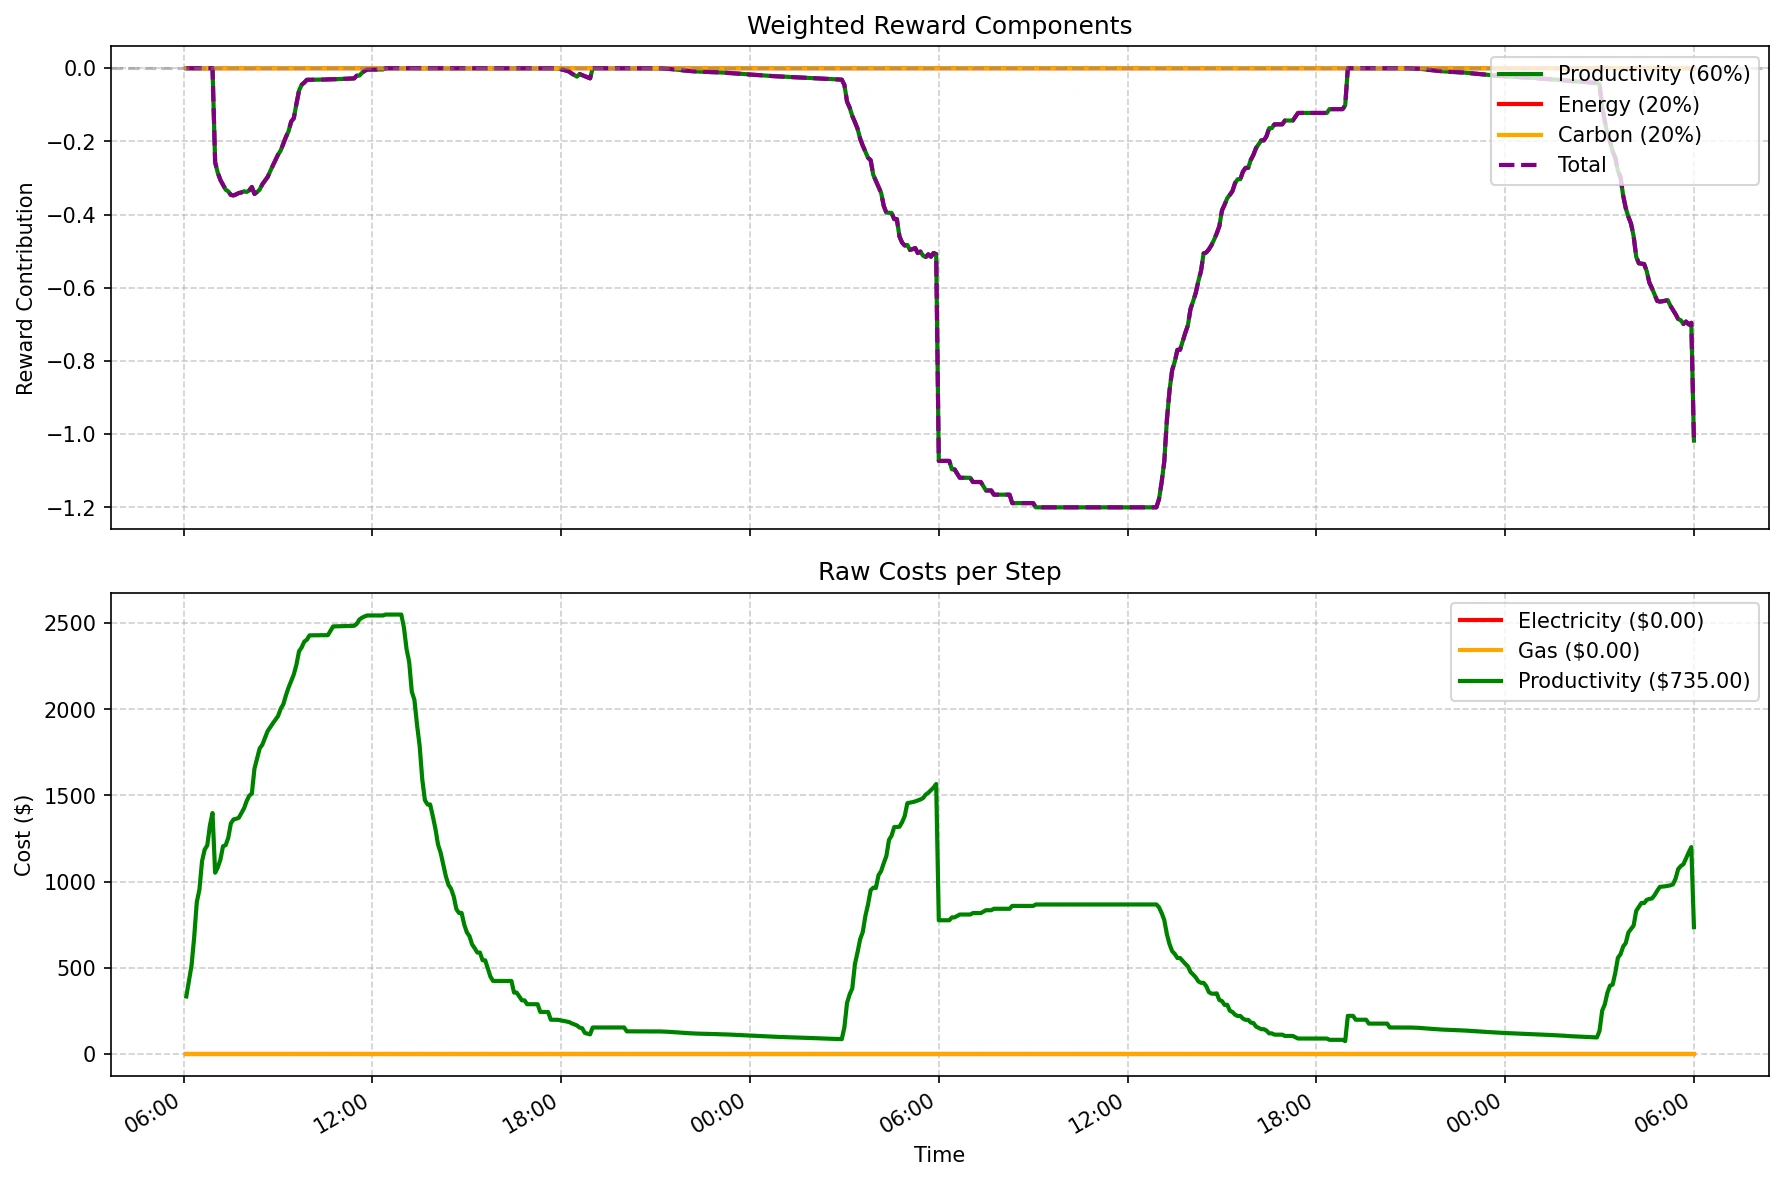 Weighted Reward Components
Reward Contribution
0.0
−0.2
−0.4
−0.6
−0.8
−1.0
−1.2
Productivity (60%)
Energy (20%)
Carbon (20%)
Total
Raw Costs per Step
Cost ($)
2500
2000
1500
1000
500
0
Electricity ($0.00)
Gas ($0.00)
Productivity ($735.00)
06:00
12:00
18:00
00:00
06:00
12:00
18:00
00:00
06:00
Time